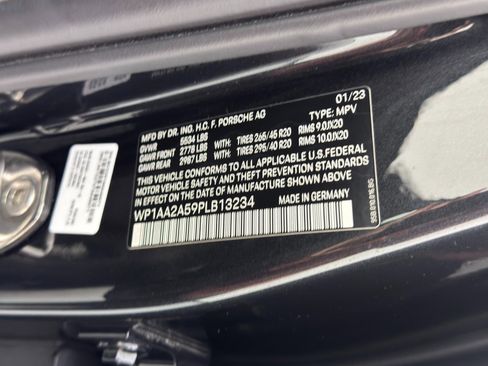 MFD BY DR. ING. H.C. F. PORSCHE AG 01/23
GVWR 5534 LBS TYPE: MPV
GAWR FRONT 2778 LBS WITH: TIRES 265/45 R20 RIMS 9.0JX20
GAWR REAR 2987 LBS WITH: TIRES 295/40 R20 RIMS 10.0JX20
THIS VEHICLE CONFORMS TO ALL APPLICABLE U.S. FEDERAL
MOTOR VEHICLE SAFETY AND THEFT PREVENTION STANDARDS
IN EFFECT ON THE DATE OF MANUFACTURE SHOWN ABOVE.
WP1AA2A59PLB13234